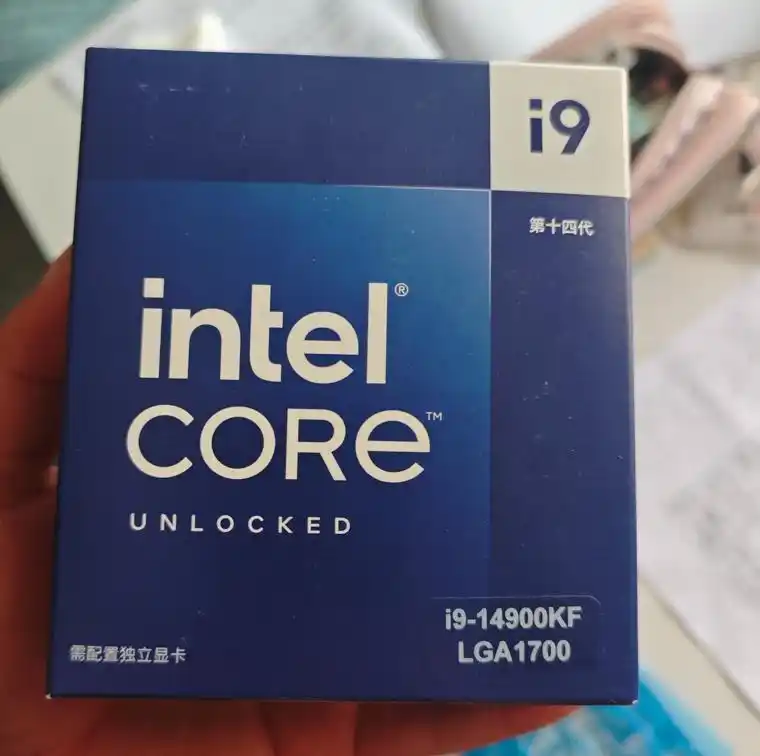 i9
第十四代
intel®
CORe™
UNLOCKED
i9-14900KF
LGA1700
需配置独立显卡